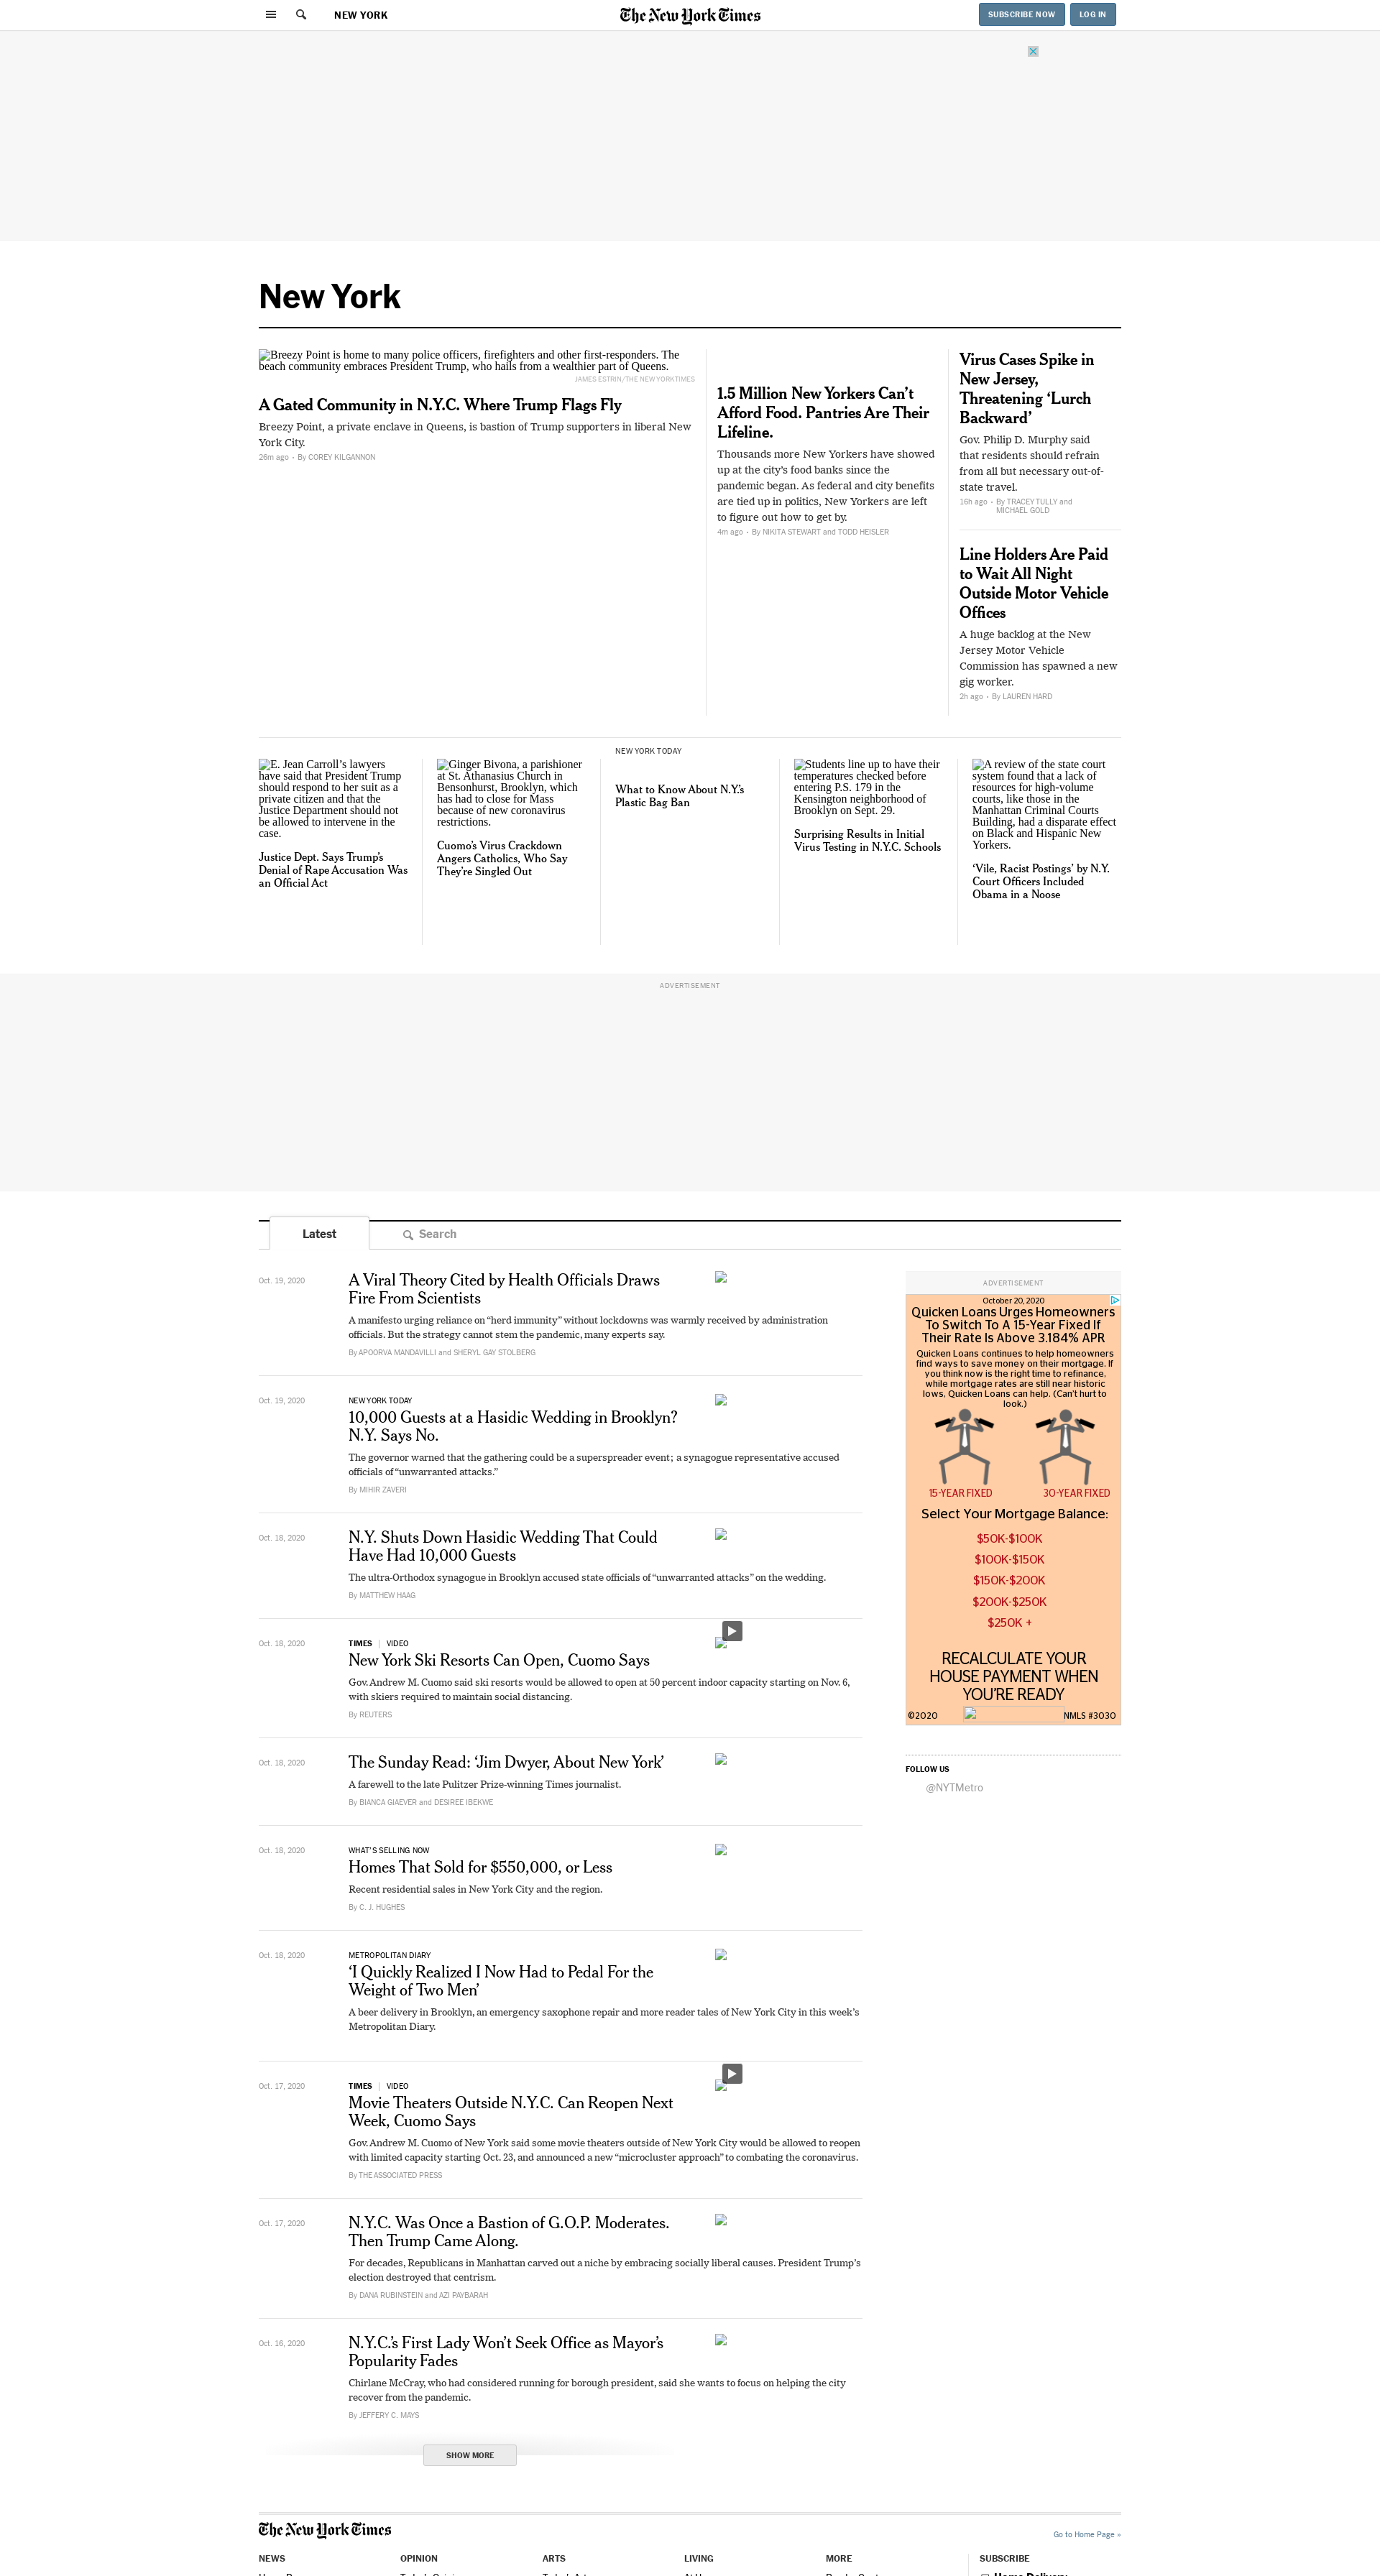 NEW YORK
The New York Times
SUBSCRIBE NOW
LOG IN
New York
Breezy Point is home to many police officers, firefighters and other first-responders. The
beach community embraces President Trump, who hails from a wealthier part of Queens.
JAMES ESTRIN/THE NEW YORK TIMES
A Gated Community in N.Y.C. Where Trump Flags Fly
Breezy Point, a private enclave in Queens, is bastion of Trump supporters in liberal New
York City.
26m ago • By COREY KILGANNON
1.5 Million New Yorkers Can’t
Afford Food. Pantries Are Their
Lifeline.
Thousands more New Yorkers have showed
up at the city’s food banks since the
pandemic began. As federal and city benefits
are tied up in politics, New Yorkers are left
to figure out how to get by.
4m ago • By NIKITA STEWART and TODD HEISLER
Virus Cases Spike in
New Jersey,
Threatening ‘Lurch
Backward’
Gov. Philip D. Murphy said
that residents should refrain
from all but necessary out-of-
state travel.
16h ago • By TRACEY TULLY and
MICHAEL GOLD
Line Holders Are Paid
to Wait All Night
Outside Motor Vehicle
Offices
A huge backlog at the New
Jersey Motor Vehicle
Commission has spawned a new
gig worker.
2h ago • By LAUREN HARD
E. Jean Carroll’s lawyers
have said that President Trump
should respond to her suit as a
private citizen and that the
Justice Department should not
be allowed to intervene in the
case.
Justice Dept. Says Trump’s
Denial of Rape Accusation Was
an Official Act
Ginger Bivona, a parishioner
at St. Athanasius Church in
Bensonhurst, Brooklyn, which
has had to close for Mass
because of new coronavirus
restrictions.
Cuomo’s Virus Crackdown
Angers Catholics, Who Say
They’re Singled Out
NEW YORK TODAY
What to Know About N.Y.’s
Plastic Bag Ban
Students line up to have their
temperatures checked before
entering P.S. 179 in the
Kensington neighborhood of
Brooklyn on Sept. 29.
Surprising Results in Initial
Virus Testing in N.Y.C. Schools
A review of the state court
system found that a lack of
resources for high-volume
courts, like those in the
Manhattan Criminal Courts
Building, had a disparate effect
on Black and Hispanic New
Yorkers.
‘Vile, Racist Postings’ by N.Y.
Court Officers Included
Obama in a Noose
ADVERTISEMENT
Latest
Search
Oct. 19, 2020
A Viral Theory Cited by Health Officials Draws
Fire From Scientists
A manifesto urging reliance on “herd immunity” without lockdowns was warmly received by administration
officials. But the strategy cannot stem the pandemic, many experts say.
By APOORVA MANDAVILLI and SHERYL GAY STOLBERG
Oct. 19, 2020
NEW YORK TODAY
10,000 Guests at a Hasidic Wedding in Brooklyn?
N.Y. Says No.
The governor warned that the gathering could be a superspreader event; a synagogue representative accused
officials of “unwarranted attacks.”
By MIHIR ZAVERI
Oct. 18, 2020
N.Y. Shuts Down Hasidic Wedding That Could
Have Had 10,000 Guests
The ultra-Orthodox synagogue in Brooklyn accused state officials of “unwarranted attacks” on the wedding.
By MATTHEW HAAG
Oct. 18, 2020
TIMES | VIDEO
New York Ski Resorts Can Open, Cuomo Says
Gov. Andrew M. Cuomo said ski resorts would be allowed to open at 50 percent indoor capacity starting on Nov. 6,
with skiers required to maintain social distancing.
By REUTERS
Oct. 18, 2020
The Sunday Read: ‘Jim Dwyer, About New York’
A farewell to the late Pulitzer Prize-winning Times journalist.
By BIANCA GIAEVER and DESIREE IBEKWE
Oct. 18, 2020
WHAT’S SELLING NOW
Homes That Sold for $550,000, or Less
Recent residential sales in New York City and the region.
By C. J. HUGHES
Oct. 18, 2020
METROPOLITAN DIARY
‘I Quickly Realized I Now Had to Pedal For the
Weight of Two Men’
A beer delivery in Brooklyn, an emergency saxophone repair and more reader tales of New York City in this week’s
Metropolitan Diary.
Oct. 17, 2020
TIMES | VIDEO
Movie Theaters Outside N.Y.C. Can Reopen Next
Week, Cuomo Says
Gov. Andrew M. Cuomo of New York said some movie theaters outside of New York City would be allowed to reopen
with limited capacity starting Oct. 23, and announced a new “microcluster approach” to combating the coronavirus.
By THE ASSOCIATED PRESS
Oct. 17, 2020
N.Y.C. Was Once a Bastion of G.O.P. Moderates.
Then Trump Came Along.
For decades, Republicans in Manhattan carved out a niche by embracing socially liberal causes. President Trump’s
election destroyed that centrism.
By DANA RUBINSTEIN and AZI PAYBARAH
Oct. 16, 2020
N.Y.C.’s First Lady Won’t Seek Office as Mayor’s
Popularity Fades
Chirlane McCray, who had considered running for borough president, said she wants to focus on helping the city
recover from the pandemic.
By JEFFERY C. MAYS
SHOW MORE
ADVERTISEMENT
October 20, 2020
Quicken Loans Urges Homeowners
To Switch To A 15-Year Fixed If
Their Rate Is Above 3.184% APR
Quicken Loans continues to help homeowners
find ways to save money on their mortgage. If
you think now is the right time to refinance,
while mortgage rates are still near historic
lows, Quicken Loans can help. (Can't hurt to
look.)
15-YEAR FIXED
30-YEAR FIXED
Select Your Mortgage Balance:
$50K-$100K
$100K-$150K
$150K-$200K
$200K-$250K
$250K +
RECALCULATE YOUR
HOUSE PAYMENT WHEN
YOU'RE READY
©2020
NMLS #3030
FOLLOW US
@NYTMetro
The New York Times
Go to Home Page »
NEWS
OPINION
ARTS
LIVING
MORE
SUBSCRIBE